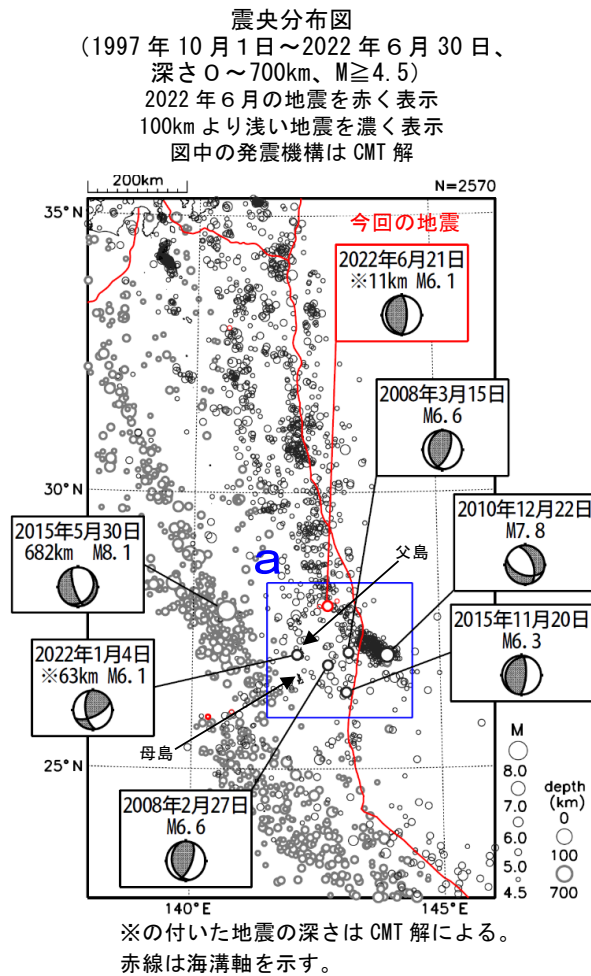 震央分布図
(1997年10月1日～2022年6月30日、
深さ０～700km、M≧4.5)
2022年６月の地震を赤く表示
100kmより浅い地震を濃く表示
図中の発震機構はCMT解
200km
N=2570
35°N
今回の地震
2022年6月21日
※11km M6.1
2008年3月15日
M6.6
30°N
2010年12月22日
M7.8
2015年5月30日
682km M8.1
a
父島
2015年11月20日
M6.3
2022年1月4日
※63km M6.1
母島
25°N
2008年2月27日
M6.6
M
8.0
7.0
6.0
5.0
4.5
depth
(km)
0
100
700
140°E
145°E
※の付いた地震の深さはCMT解による。
赤線は海溝軸を示す。